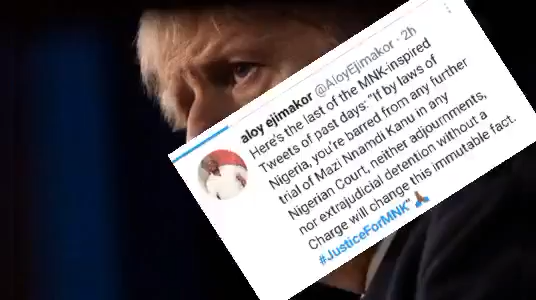 aloy ejimakor @AloyEjimakor · 2h
Here's the last of the MNK-inspired
Tweets of past days: "If by laws of
Nigeria, you're barred from any further
trial of Mazi Nnamdi Kanu in any
Nigerian Court, neither adjournments,
nor extrajudicial detention without a
Charge will change this immutable fact.
#JusticeForMNK"